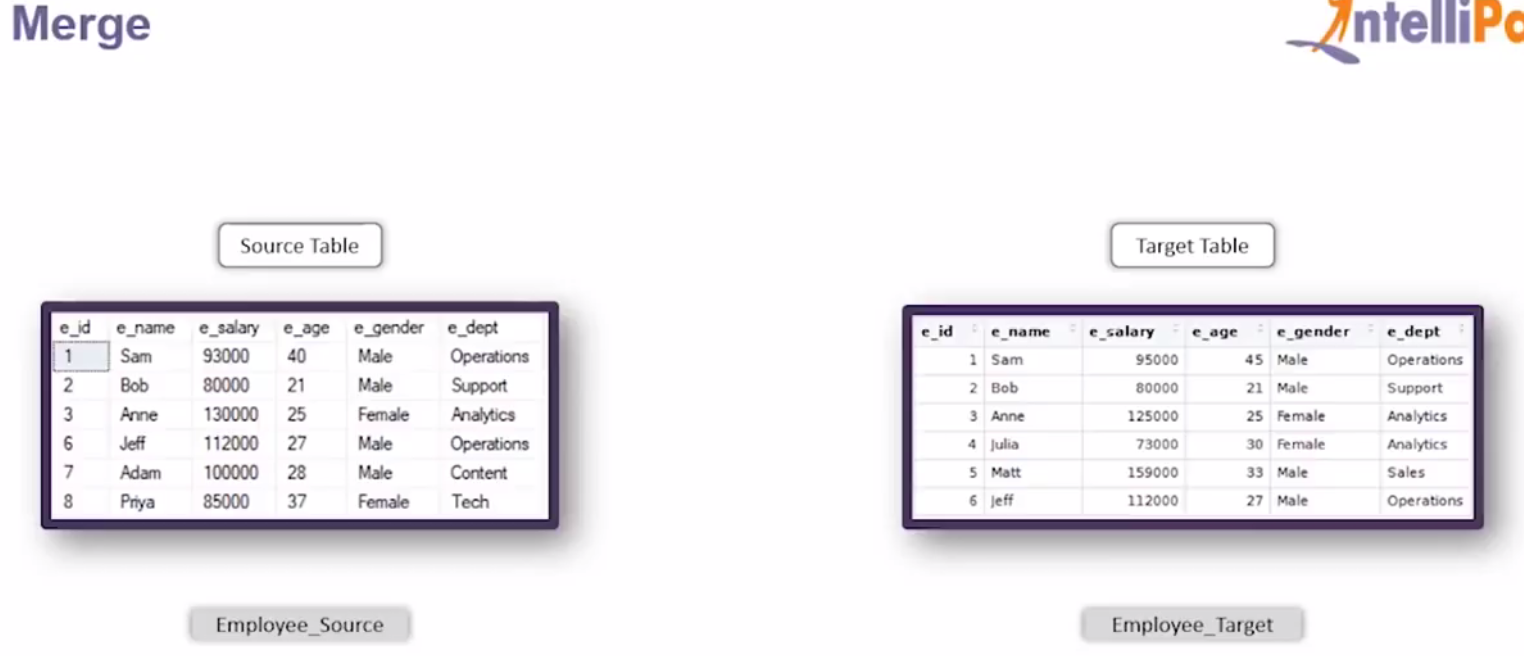 Merge
IntelliPa
Source Table
e_id e_name e_salary e_age e_gender e_dept
1 Sam 93000 40 Male Operations
2 Bob 80000 21 Male Support
3 Anne 130000 25 Female Analytics
6 Jeff 112000 27 Male Operations
7 Adam 100000 28 Male Content
8 Priya 85000 37 Female Tech
Employee_Source
Target Table
e_id e_name e_salary e_age e_gender e_dept
1 Sam 95000 45 Male Operations
2 Bob 80000 21 Male Support
3 Anne 125000 25 Female Analytics
4 Julia 73000 30 Female Analytics
5 Matt 159000 33 Male Sales
6 Jeff 112000 27 Male Operations
Employee_Target